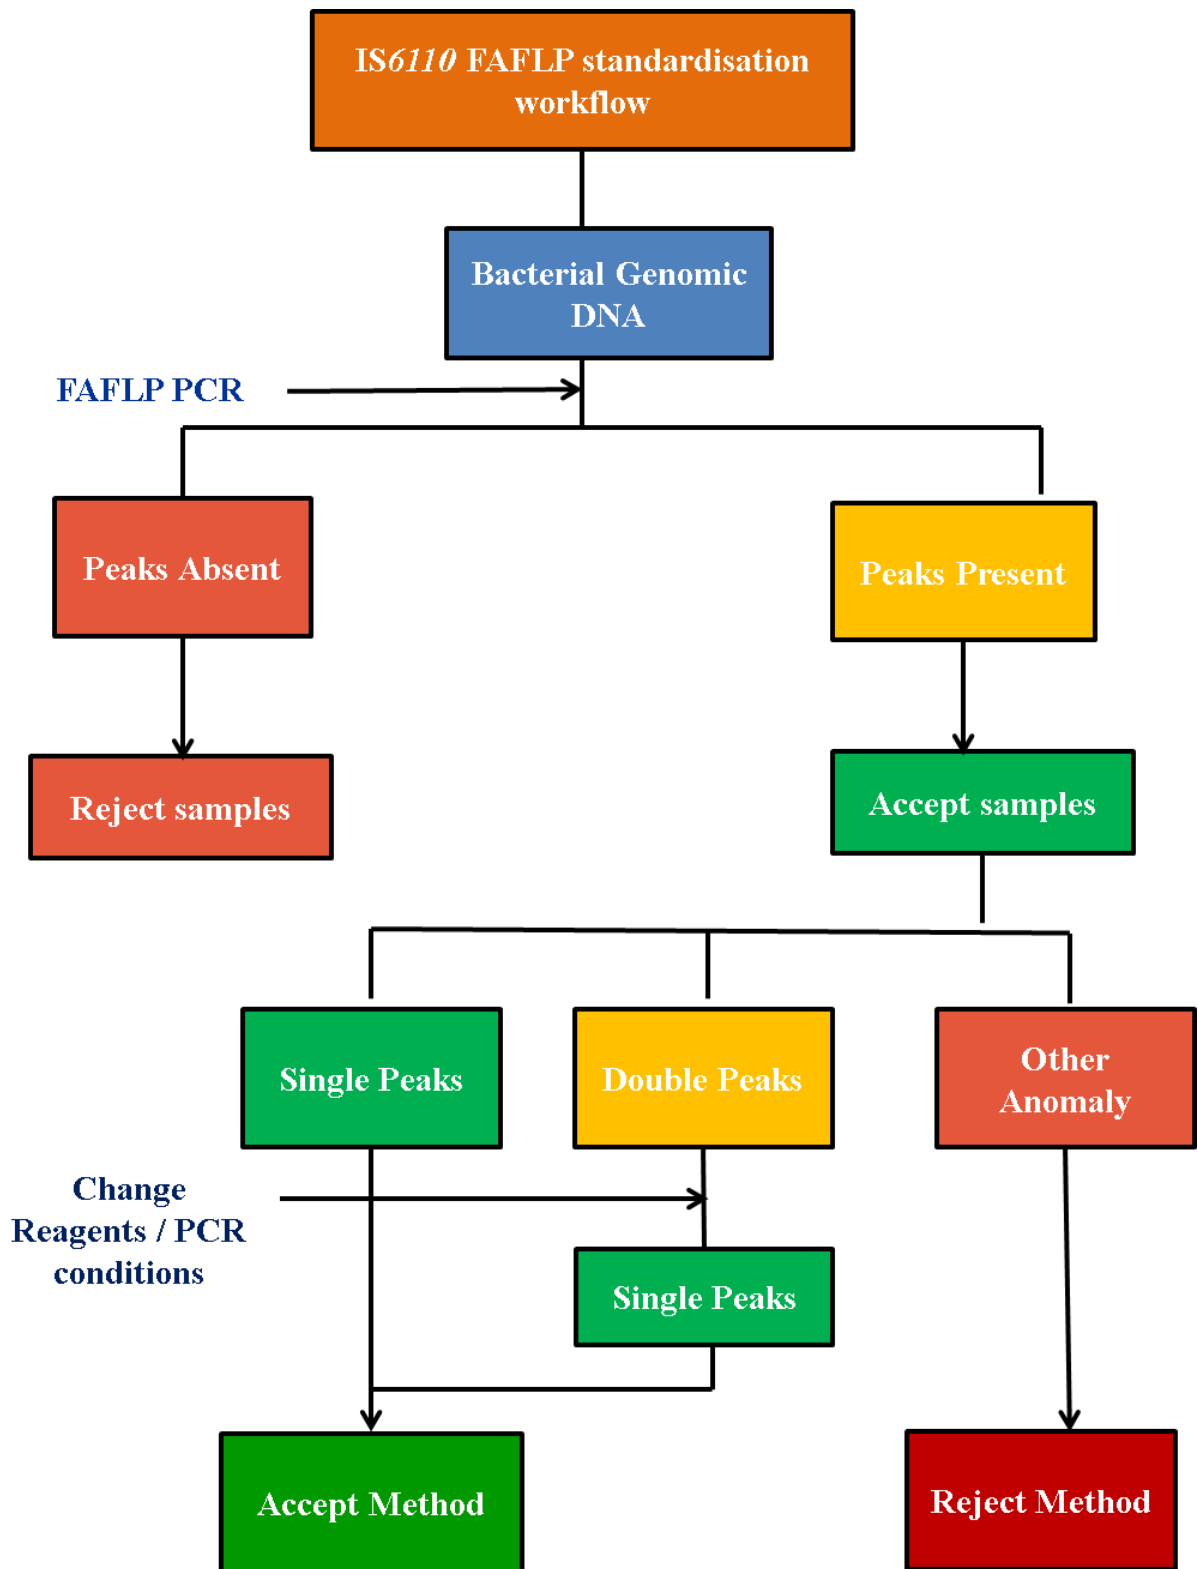 IS6110 FAFLP standardisation
workflow
Bacterial Genomic
DNA
FAFLP PCR
Peaks Absent
Peaks Present
Reject samples
Accept samples
Single Peaks
Double Peaks
Other
Anomaly
Change
Reagents / PCR
conditions
Single Peaks
Accept Method
Reject Method